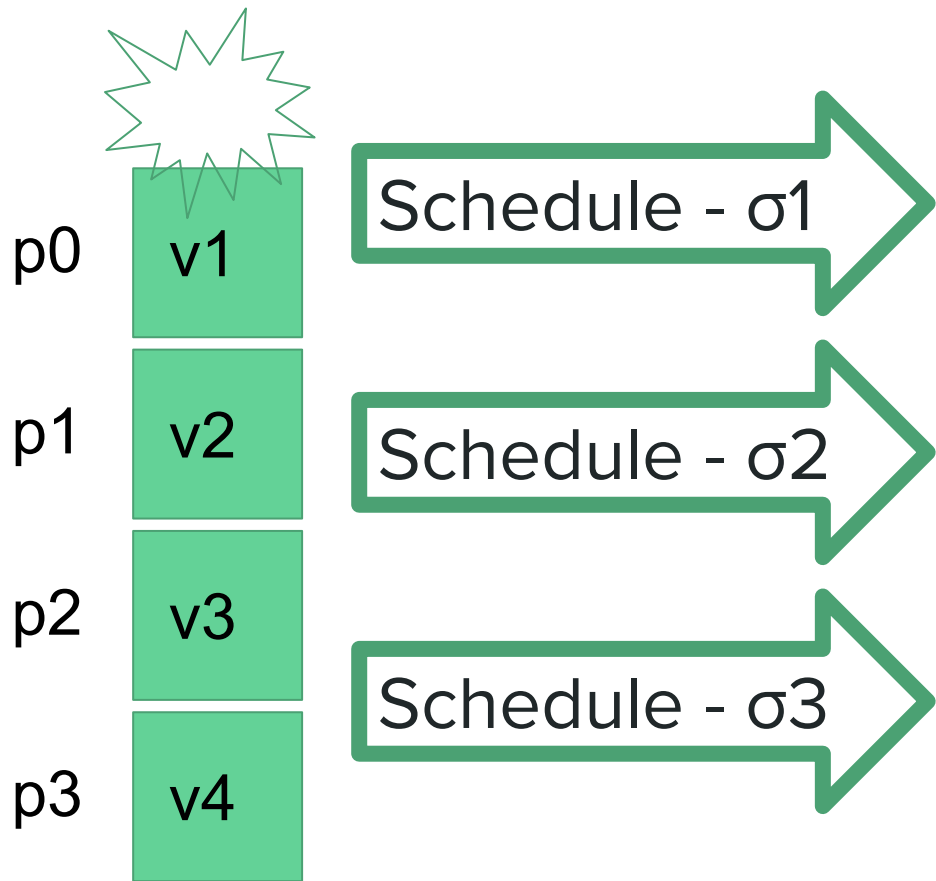 Schedule - σ1
p0 v1
Schedule - σ2
p1 v2
p2 v3
Schedule - σ3
p3 v4